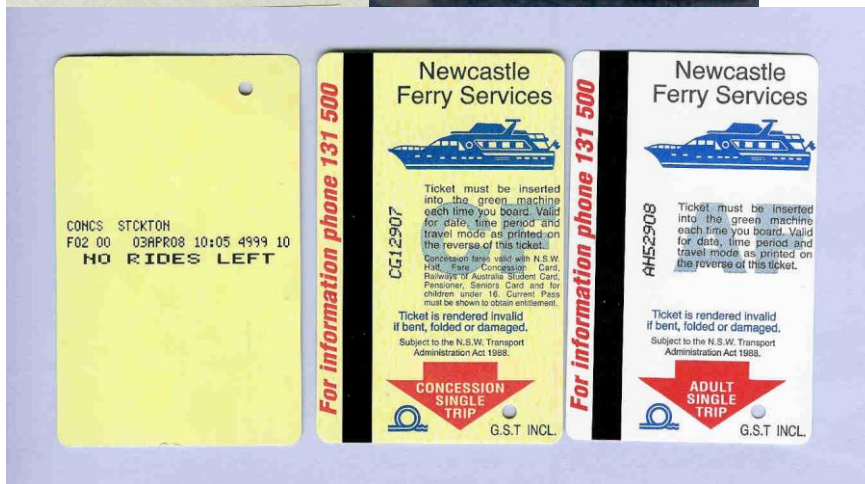 CONCS STCKTON
F02 00 03APR08 10:05 4999 10
NO RIDES LEFT
For information phone 131 500
Newcastle
Ferry Services
CG12907
CF
Ticket must be inserted
into the green machine
each time you board. Valid
for date, time period and
travel mode as printed on
the reverse of this ticket.
Concession fares valid with N.S.W.
Half Fare Concession Card,
Railways of Australia Student Card,
Pensioner, Seniors Card and for
children under 16. Current Pass
must be shown to obtain entitlement.
Ticket is rendered invalid
if bent, folded or damaged.
Subject to the N.S.W. Transport
Administration Act 1988.
CONCESSION
SINGLE
TRIP
G.S.T INCL.
For information phone 131 500
Newcastle
Ferry Services
AH52908
Ticket must be inserted
into the green machine
each time you board. Valid
for date, time period and
travel mode as printed on
the reverse of this ticket.
Ticket is rendered invalid
if bent, folded or damaged.
Subject to the N.S.W. Transport
Administration Act 1988.
ADULT
SINGLE
TRIP
G.S.T INCL.